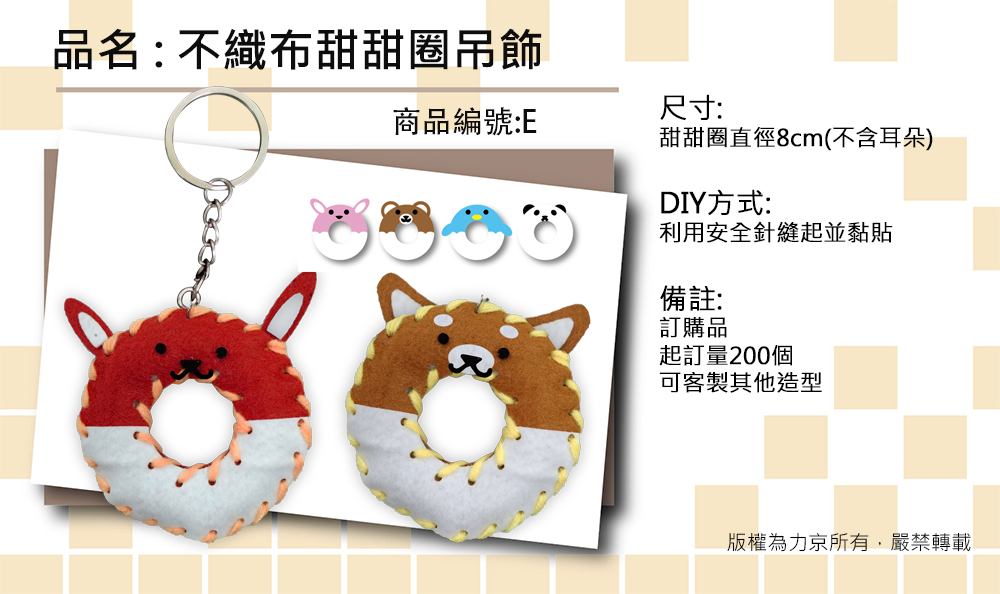 品名 : 不織布甜甜圈吊飾
商品編號:E
尺寸:
甜甜圈直徑8cm(不含耳朵)
DIY方式:
利用安全針縫起並黏貼
備註:
訂購品
起訂量200個
可客製其他造型
版權為力京所有，嚴禁轉載